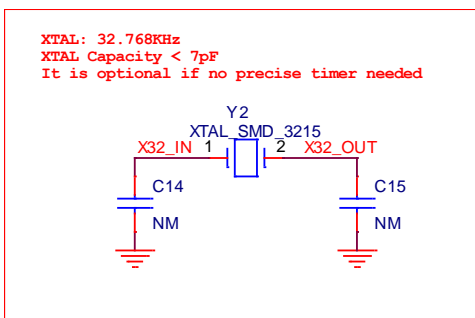 XTAL: 32.768KHz
XTAL Capacity < 7pF
It is optional if no precise timer needed
Y2
XTAL_SMD_3215
X32_IN 1 2 X32_OUT
C14 C15
NM NM